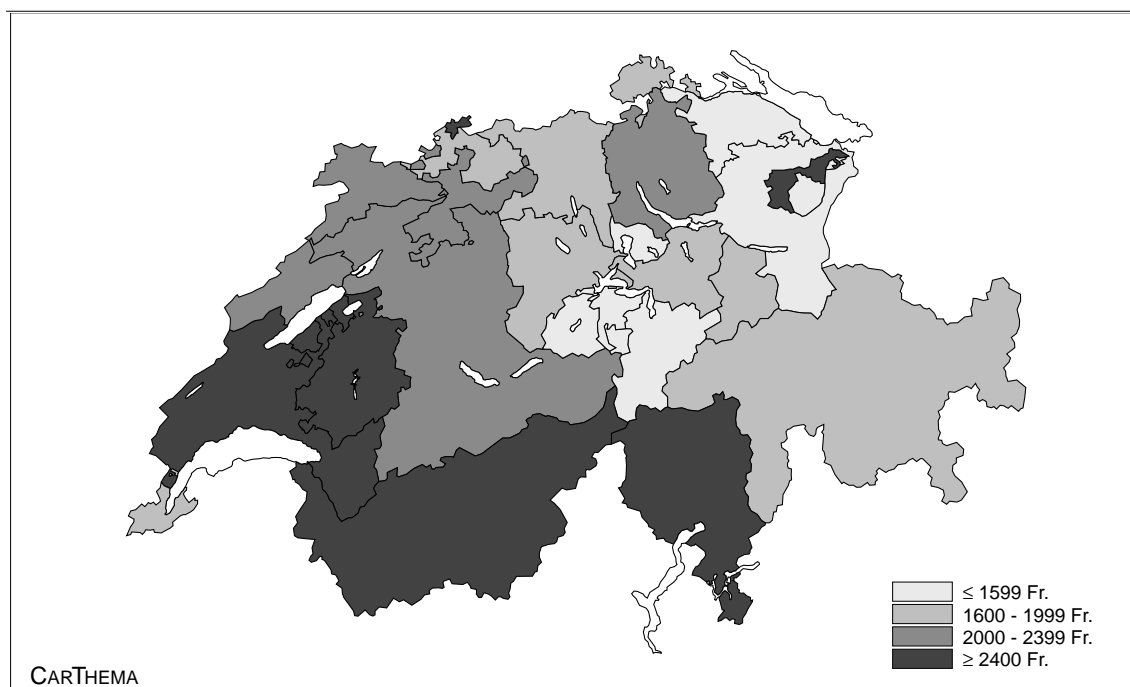 ≤ 1599 Fr.
1600 - 1999 Fr.
2000 - 2399 Fr.
≥ 2400 Fr.
CARTHEMA